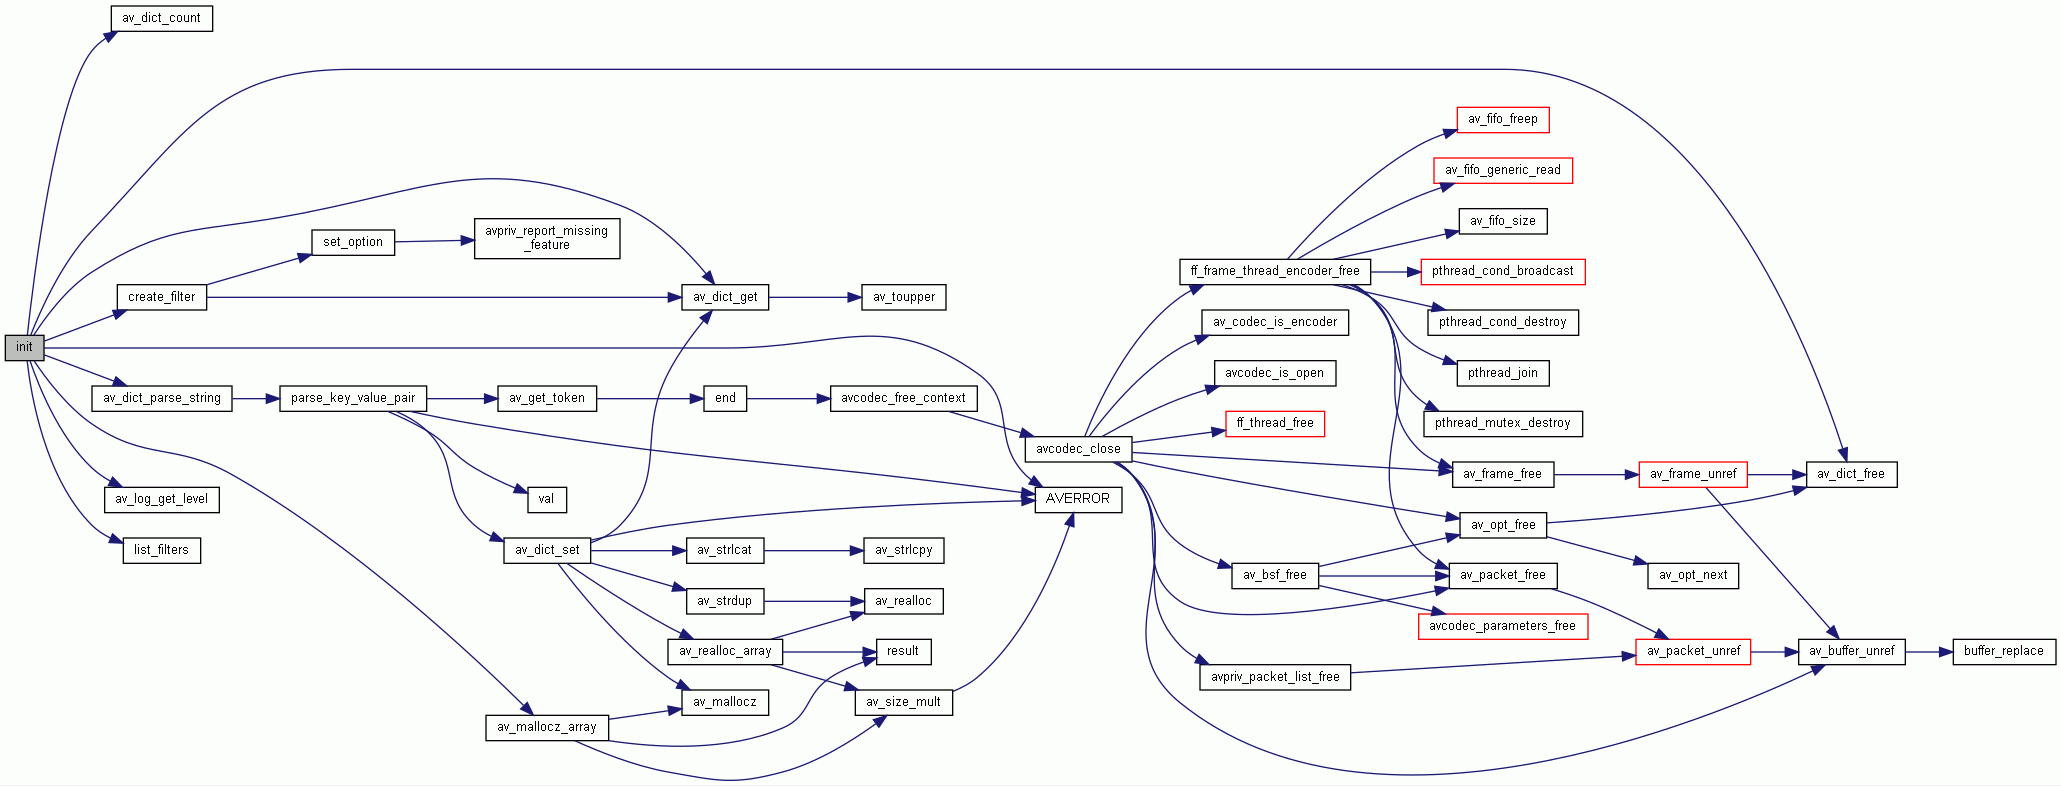 av_dict_count
av_fifo_freep
av_fifo_generic_read
av_fifo_size
set_option
avpriv_report_missing
_feature
ff_frame_thread_encoder_free
pthread_cond_broadcast
create_filter
av_dict_get
av_toupper
av_codec_is_encoder
pthread_cond_destroy
init
avcodec_is_open
pthread_join
av_dict_parse_string
parse_key_value_pair
av_get_token
end
avcodec_free_context
ff_thread_free
pthread_mutex_destroy
avcodec_close
av_frame_free
av_frame_unref
av_dict_free
av_log_get_level
val
AVERROR
av_opt_free
list_filters
av_dict_set
av_strlcat
av_strlcpy
av_bsf_free
av_packet_free
av_opt_next
av_strdup
av_realloc
avcodec_parameters_free
av_realloc_array
result
av_packet_unref
av_buffer_unref
buffer_replace
avpriv_packet_list_free
av_mallocz
av_size_mult
av_mallocz_array